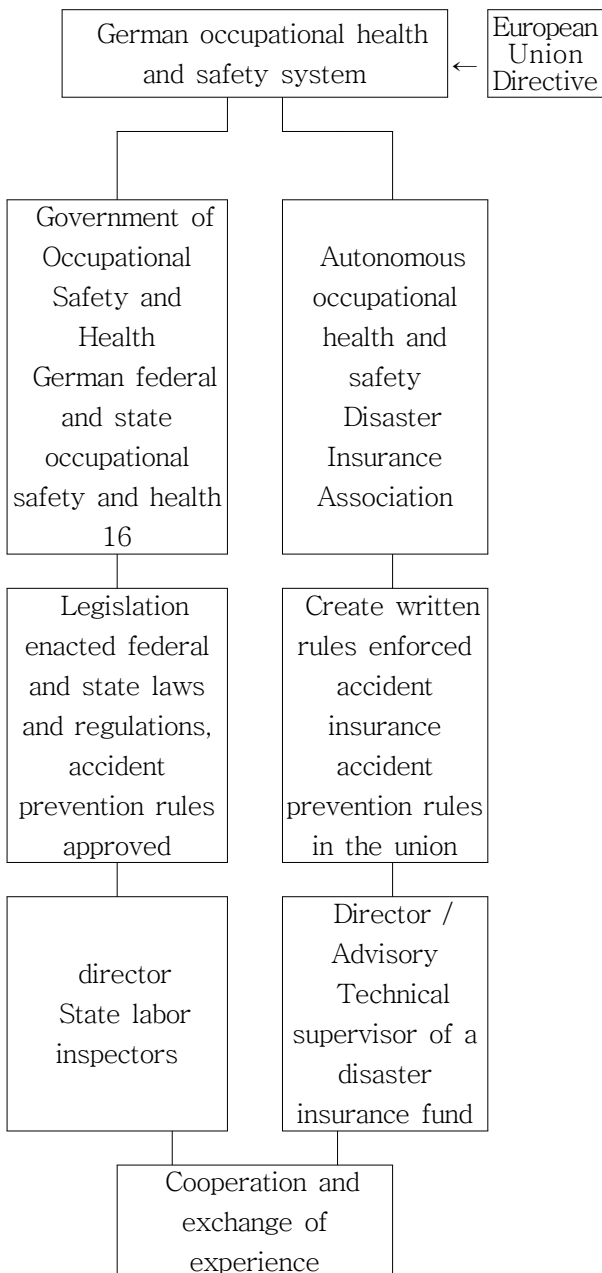 German occupational health
and safety system
←
European
Union
Directive
Government of
Occupational
Safety and
Health
German federal
and state
occupational
safety and health
16
Autonomous
occupational
health and
safety
Disaster
Insurance
Association
Legislation
enacted federal
and state laws
and regulations,
accident
prevention rules
approved
Create written
rules enforced
accident
insurance
accident
prevention rules
in the union
director
State labor
inspectors
Director /
Advisory
Technical
supervisor of a
disaster
insurance fund
Cooperation and
exchange of
experience